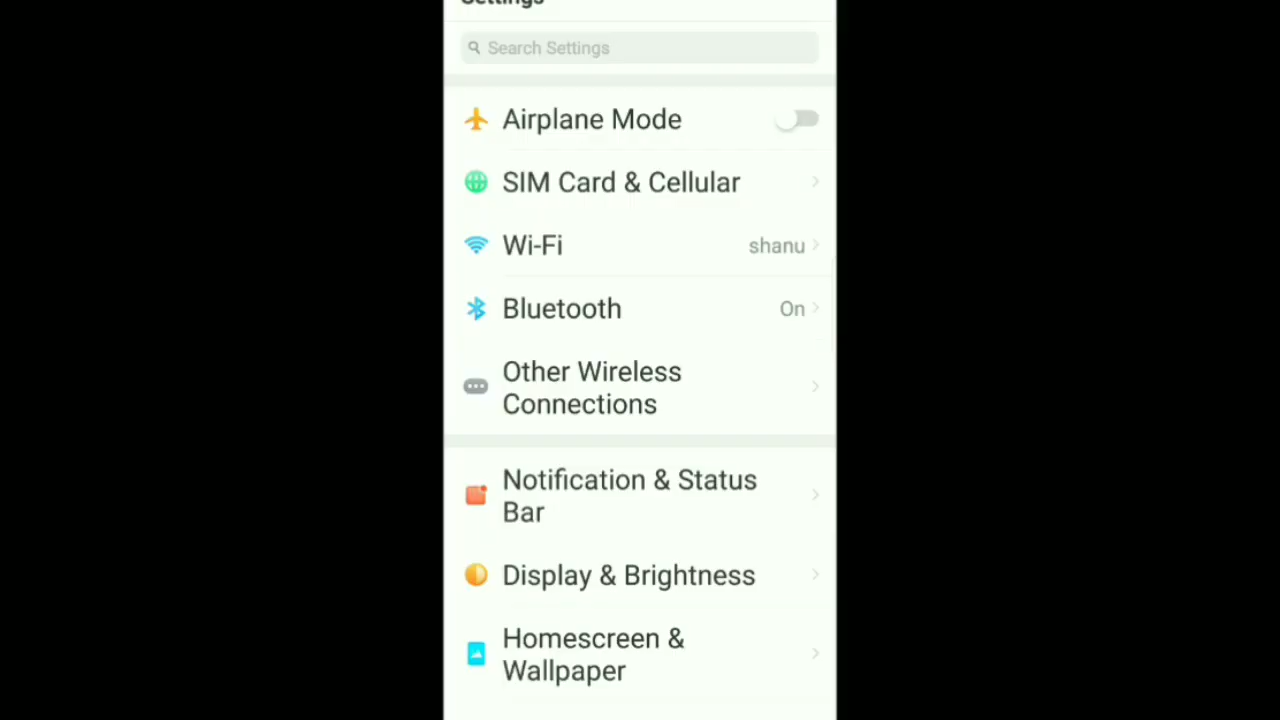 Settings
Search Settings
Airplane Mode
SIM Card & Cellular
Wi-Fi shanu
Bluetooth On
Other Wireless
Connections
Notification & Status
Bar
Display & Brightness
Homescreen &
Wallpaper